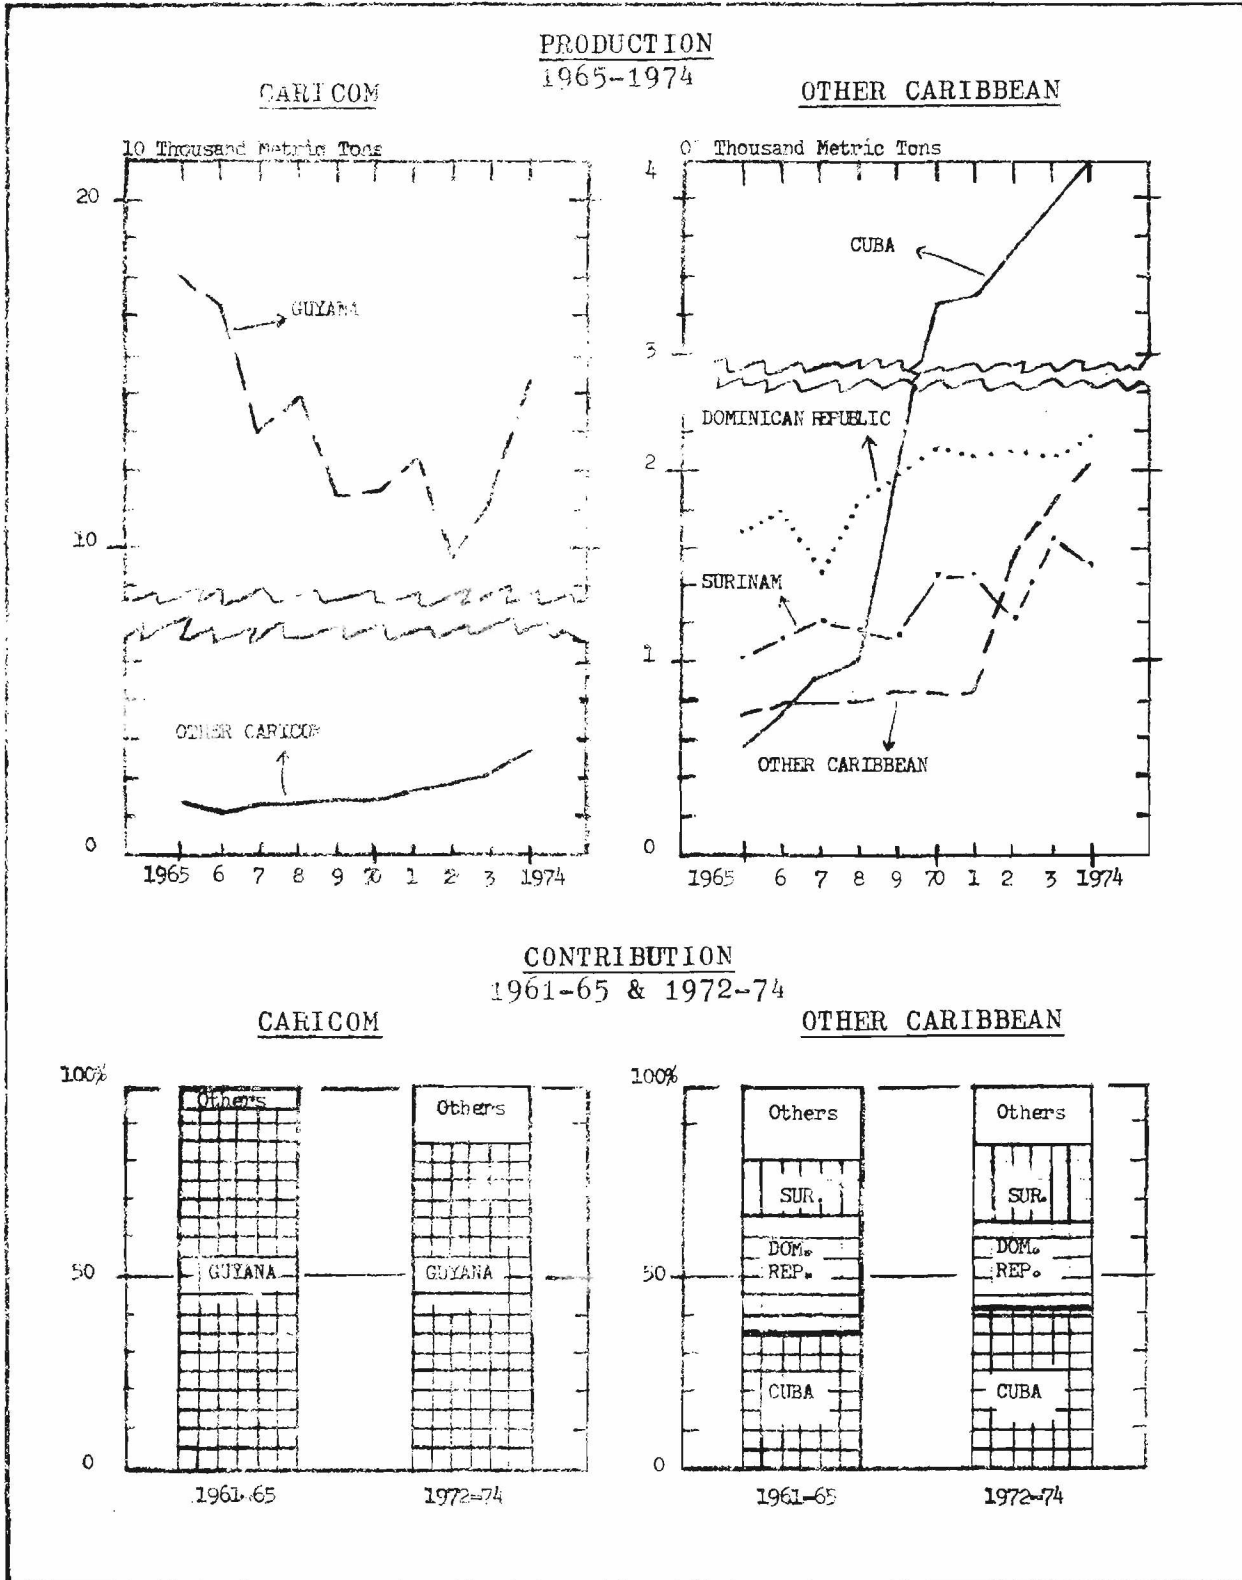 PRODUCTION
1965-1974
CARICOM
OTHER CARIBBEAN
10 Thousand Metric Tons
20
10
0
GUYANA
OTHER CARICOM
1965 6 7 8 9 70 1 2 3 1974
0 Thousand Metric Tons
4
3
2
1
0
CUBA
DOMINICAN REPUBLIC
SURINAM
OTHER CARIBBEAN
1965 6 7 8 9 70 1 2 3 1974
CONTRIBUTION
1961-65 & 1972-74
CARICOM
OTHER CARIBBEAN
100%
50
0
Others
GUYANA
1961-65
Others
GUYANA
1972-74
100%
50
0
Others
SUR.
DOM.
REP.
CUBA
1961-65
Others
SUR.
DOM.
REP.
CUBA
1972-74